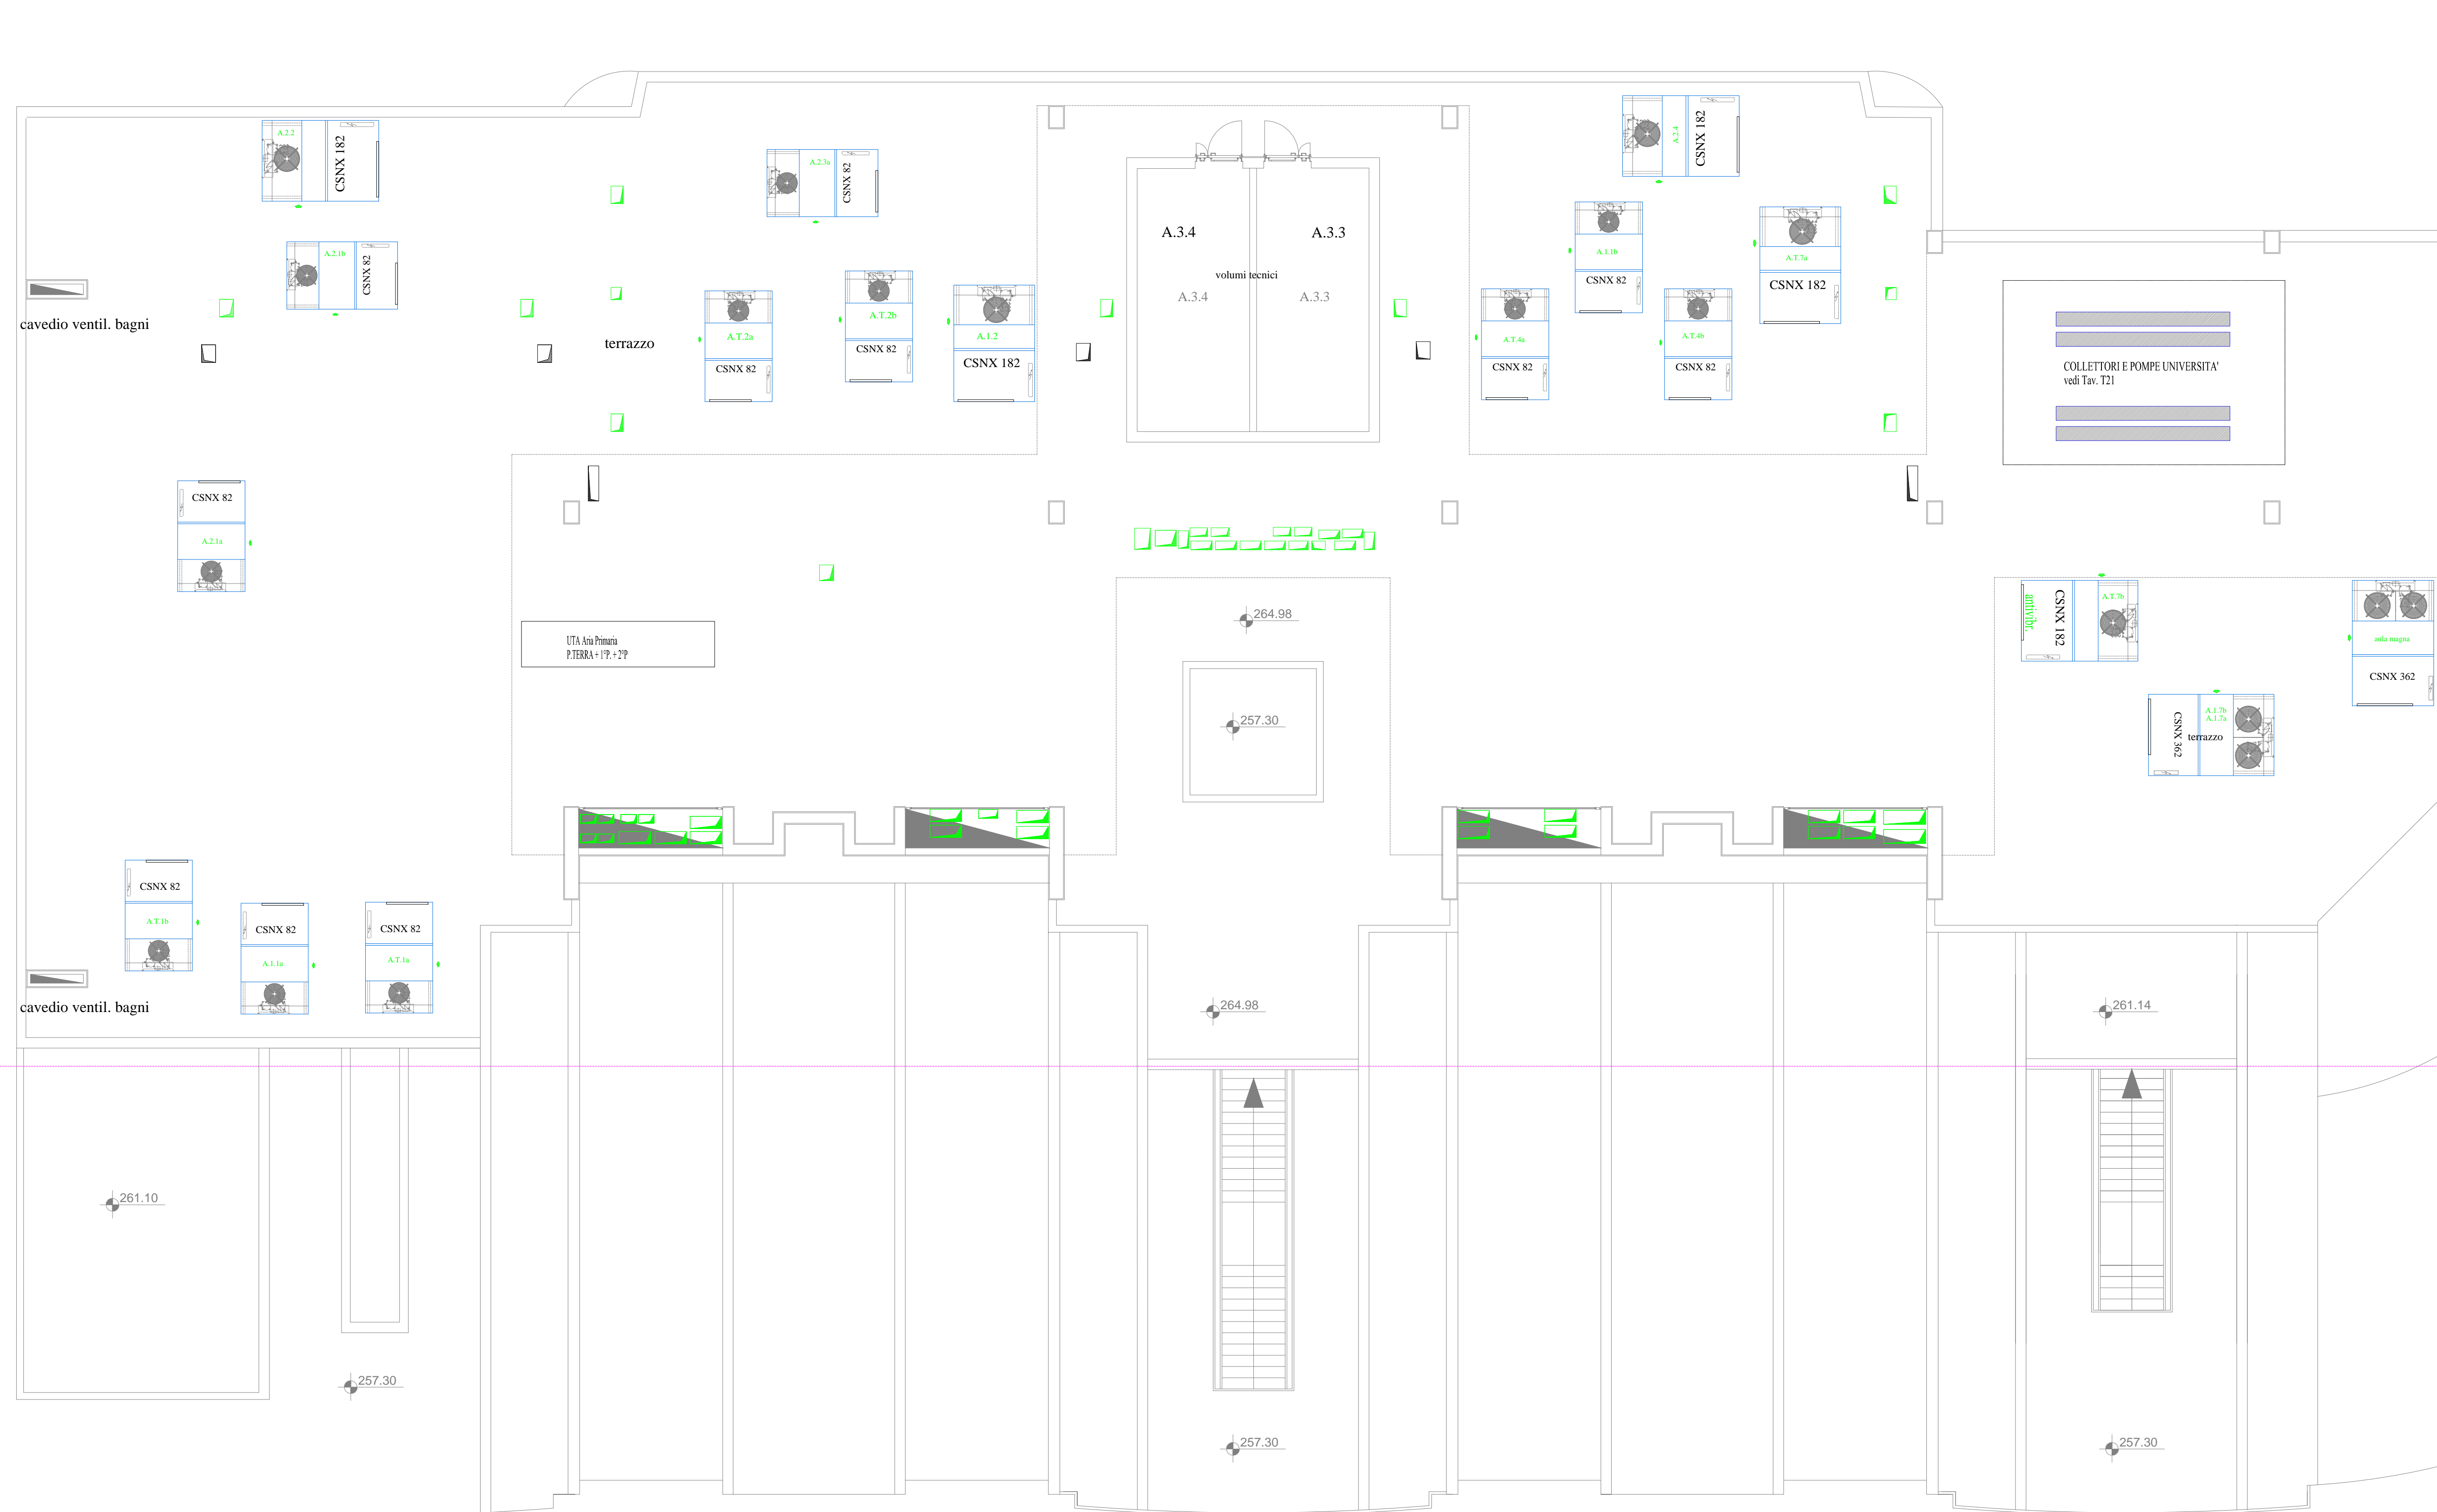 A.2.2
CSNX 182
A.2.3a
CSNX 82
A.2.4
CSNX 182
A.2.1b
CSNX 82
cavedio ventil. bagni
terrazzo
A.T.2a
CSNX 82
A.T.2b
CSNX 82
A.1.2
CSNX 182
A.3.4
A.3.3
volumi tecnici
A.3.4
A.3.3
A.1.1b
CSNX 82
A.T.7a
CSNX 182
A.T.4a
CSNX 82
A.T.4b
CSNX 82
COLLETTORI E POMPE UNIVERSITA'
vedi Tav. T21
CSNX 82
A.2.1a
UTA Aria Primaria
P.TERRA + 1°P. + 2°P
264.98
257.30
antivibr.
CSNX 182
A.T.7b
aula magna
CSNX 362
CSNX 362
A.1.7b
A.1.7a
terrazzo
CSNX 82
A.T.1b
CSNX 82
A.1.1a
CSNX 82
A.T.1a
cavedio ventil. bagni
264.98
261.14
261.10
257.30
257.30
257.30